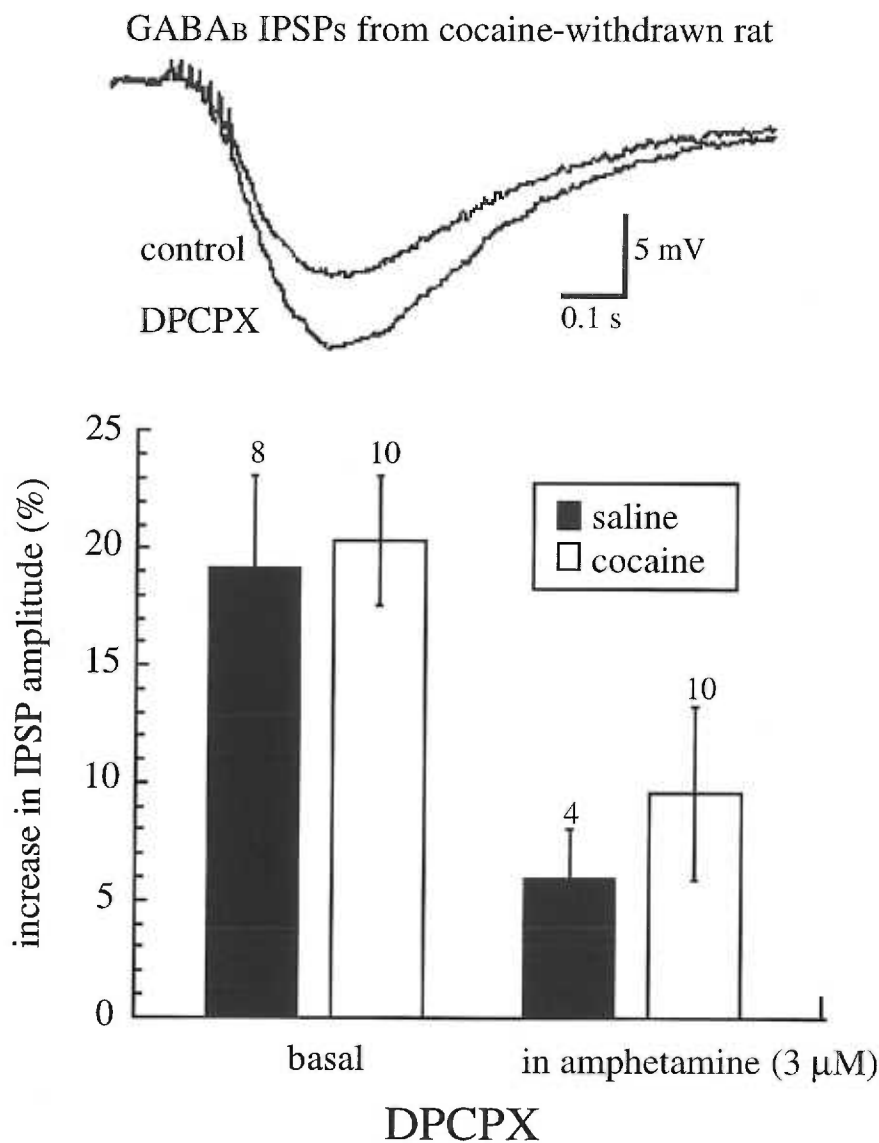 GABAB IPSPs from cocaine-withdrawn rat
control
DPCPX
5 mV
0.1 s
increase in IPSP amplitude (%)
25
20
15
10
5
0
8
10
4
10
saline
cocaine
basal
in amphetamine (3 μM)
DPCPX